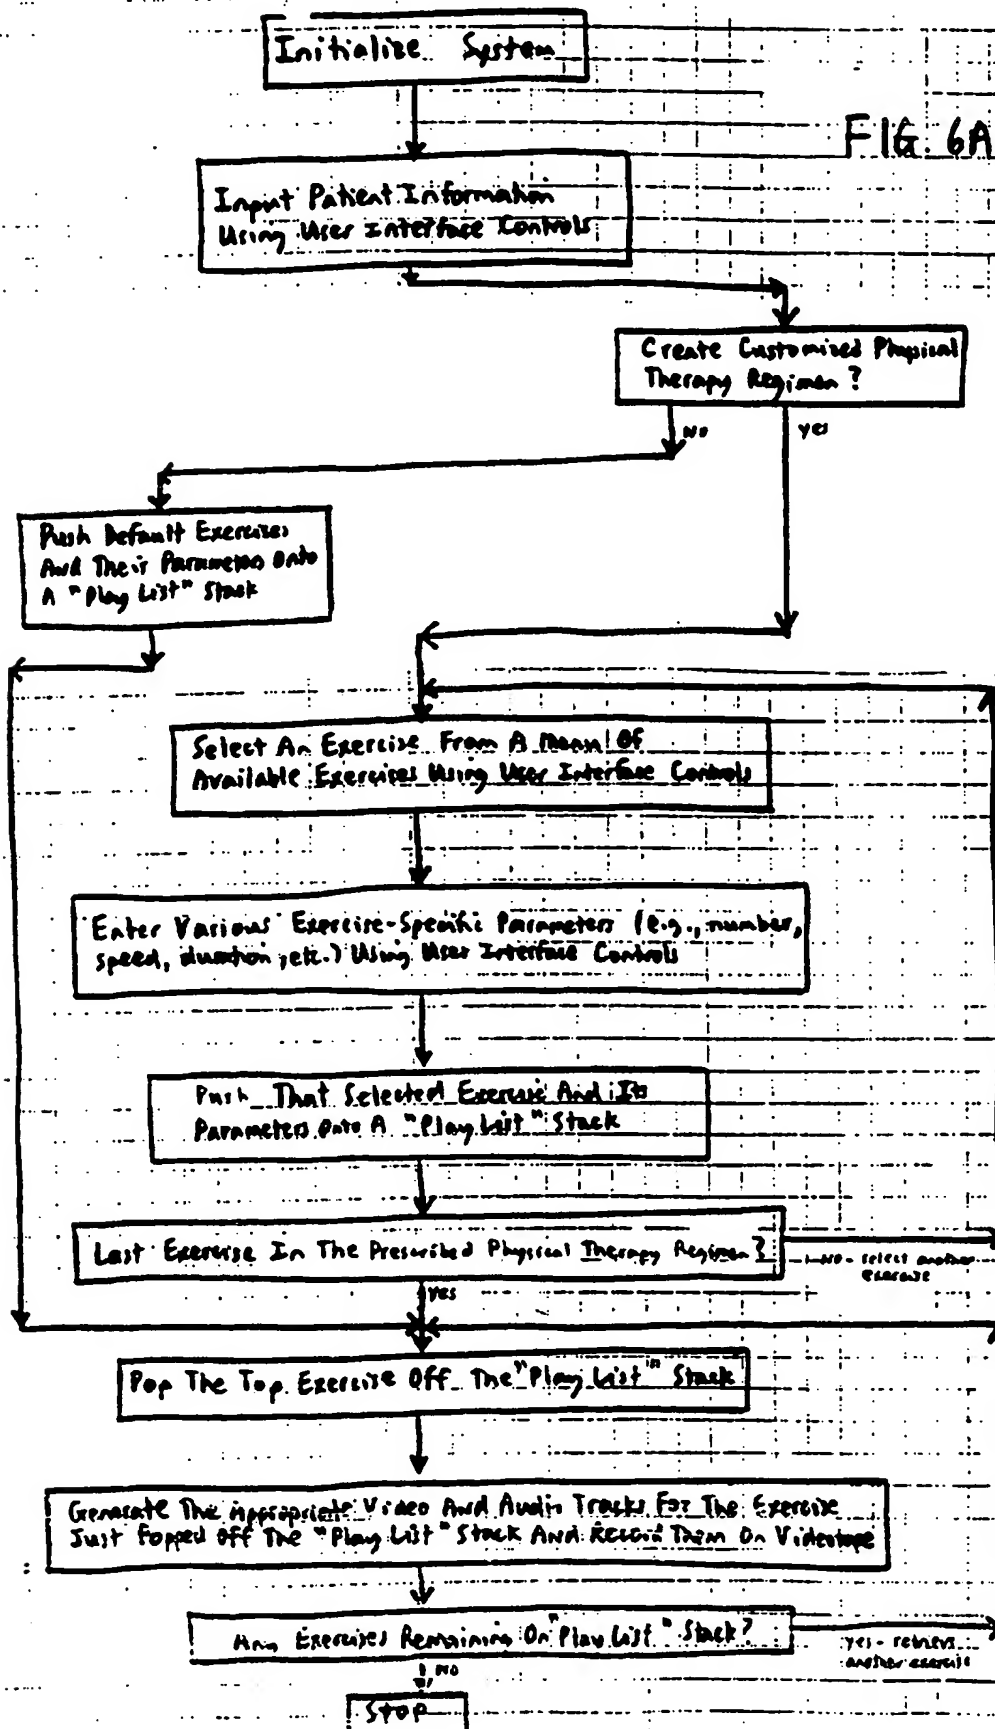 Initialize System
FIG. 6A
Input Patient Information
Using User Interface Controls
Create Customized Physical
Therapy Regimen?
No
yes
Push Default Exercises
And Their Parameters Onto
A "Play List" Stack
Select An Exercise From A Menu Of
Available Exercises Using User Interface Controls
Enter Various Exercise-Specific Parameters (e.g., number,
speed, duration, etc.) Using User Interface Controls
Push That Selected Exercise And Its
Parameters Onto A "Play List" Stack
Last Exercise In The Prescribed Physical Therapy Regimen?
No - select another
exercise
yes
Pop The Top Exercise Off The "Play List" Stack
Generate The Appropriate Video And Audio Tracks For The Exercise
Just Popped Off The "Play List" Stack And Record Them On Videotape
Any Exercises Remaining On "Play List" Stack?
yes - retrieve
another exercise
No
STOP